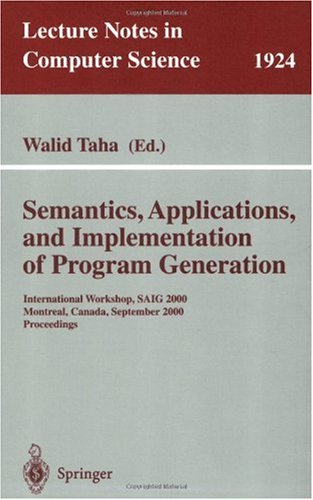 Lecture Notes in
Computer Science 1924
Walid Taha (Ed.)
Semantics, Applications,
and Implementation
of Program Generation
International Workshop, SAIG 2000
Montreal, Canada, September 2000
Proceedings
Springer